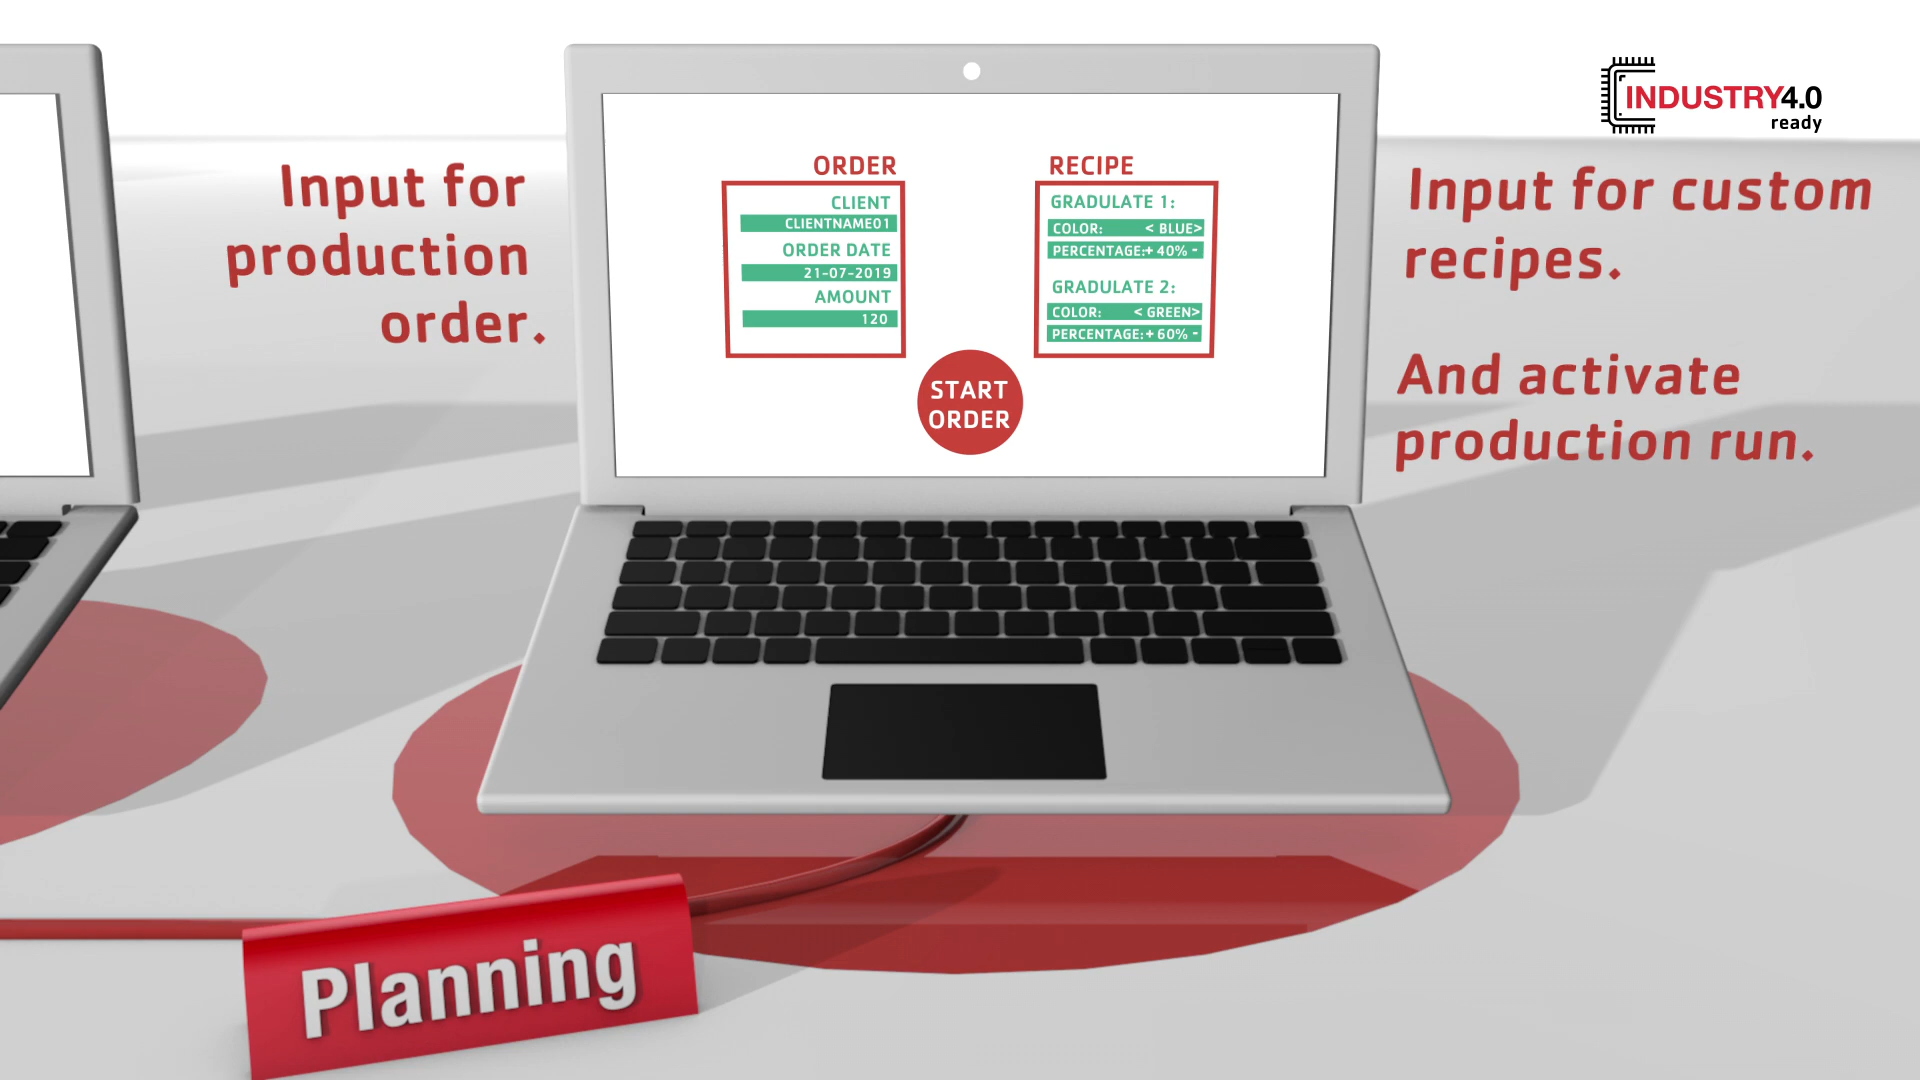 INDUSTRY4.0
ready
Input for
production
order.
ORDER
CLIENT
CLIENTNAME01
ORDER DATE
21-07-2019
AMOUNT
120
RECIPE
GRADULATE 1:
COLOR: < BLUE>
PERCENTAGE:+ 40% -
GRADULATE 2:
COLOR: < GREEN>
PERCENTAGE:+ 60% -
START
ORDER
Input for custom
recipes.
And activate
production run.
Planning